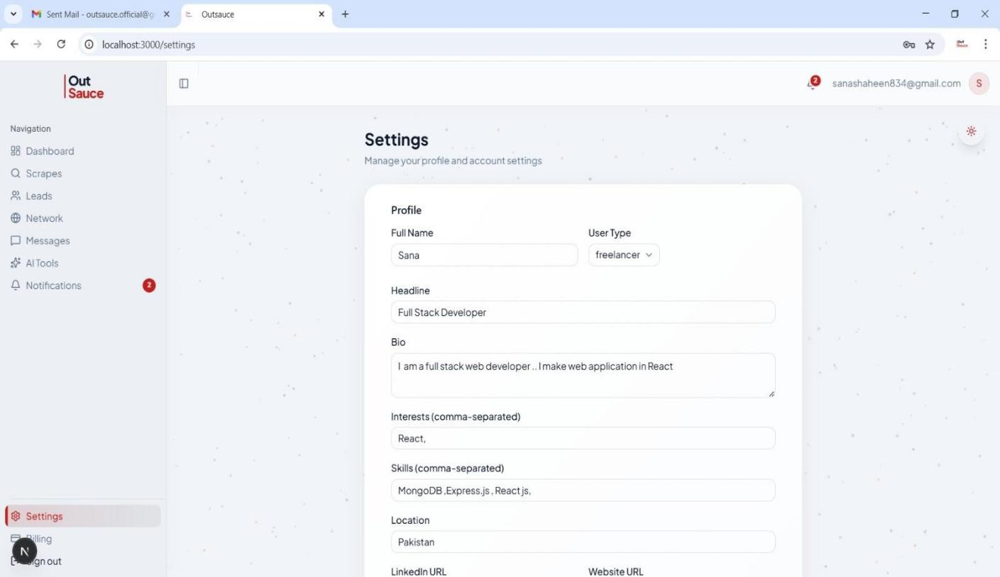 Sent Mail - outsauce.official@g
Outsauce
localhost:3000/settings
Out
Sauce
2
sanashaheen834@gmail.com
S
Navigation
Dashboard
Scrapes
Leads
Network
Messages
AI Tools
Notifications
2
Settings
Manage your profile and account settings
Profile
Full Name
User Type
Sana
freelancer
Headline
Full Stack Developer
Bio
I am a full stack web developer .. I make web application in React
Interests (comma-separated)
React,
Skills (comma-separated)
MongoDB ,Express.js , React js,
Location
Pakistan
LinkedIn URL
Website URL
Settings
Billing
N
Sign out